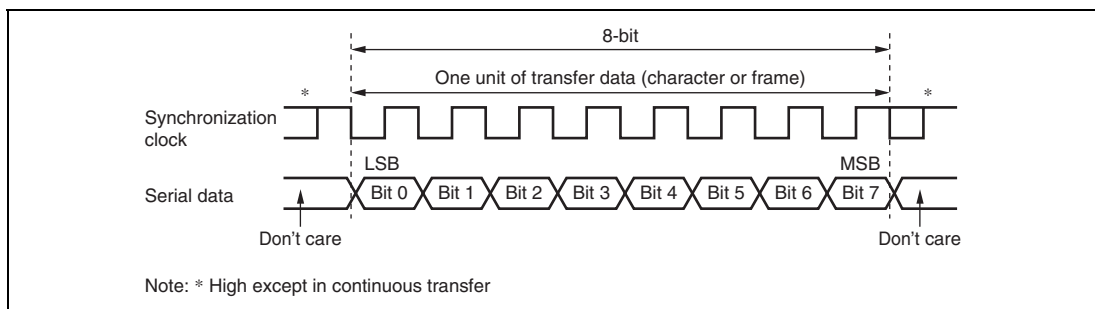 8-bit
One unit of transfer data (character or frame)
*
*
Synchronization
clock
LSB
MSB
Serial data
Bit 0 Bit 1 Bit 2 Bit 3 Bit 4 Bit 5 Bit 6 Bit 7
Don't care
Don't care
Note: * High except in continuous transfer